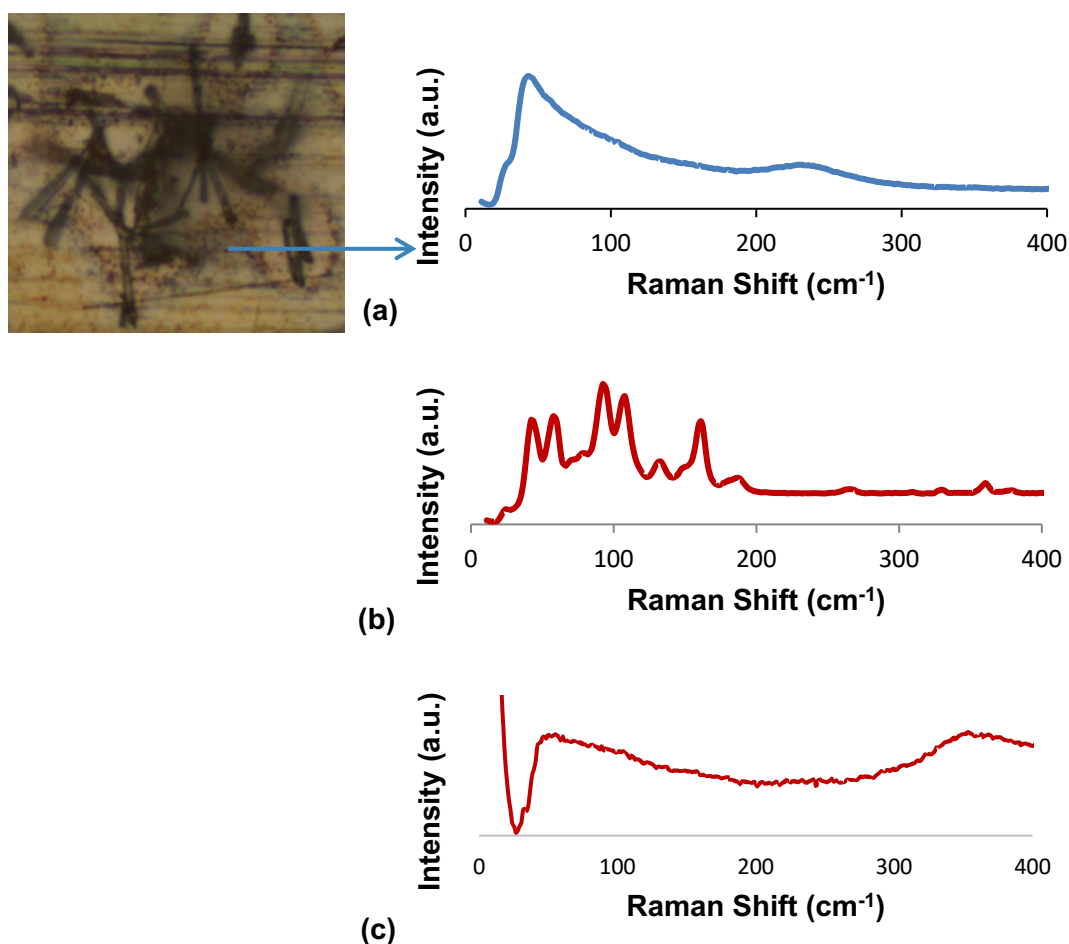 Intensity (a.u.)
0 100 200 300 400
Raman Shift (cm-1)
(a)
Intensity (a.u.)
0 100 200 300 400
Raman Shift (cm-1)
(b)
Intensity (a.u.)
0 100 200 300 400
Raman Shift (cm-1)
(c)